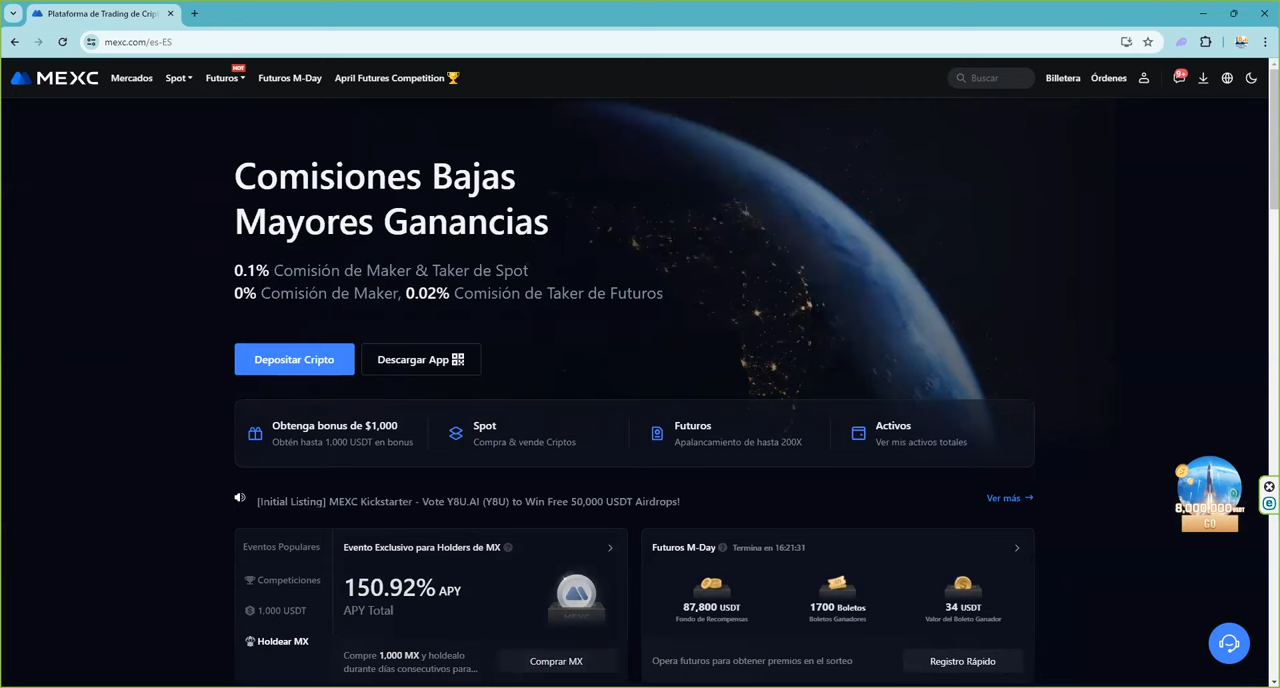 Plataforma de Trading de Crip
mexc.com/es-ES
MEXC Mercados Spot Futuros HOT Futuros M-Day April Futures Competition Buscar Billetera Órdenes 9+
Comisiones Bajas
Mayores Ganancias
0.1% Comisión de Maker & Taker de Spot
0% Comisión de Maker, 0.02% Comisión de Taker de Futuros
Depositar Cripto Descargar App
Obtenga bonus de $1,000
Obtén hasta 1.000 USDT en bonus
Spot
Compra & vende Criptos
Futuros
Apalancamiento de hasta 200X
Activos
Ver mis activos totales
[Initial Listing] MEXC Kickstarter - Vote Y8U.AI (Y8U) to Win Free 50,000 USDT Airdrops!
Ver más →
8,000,000 USDT
GO
Eventos Populares
Competiciones
1,000 USDT
Holdear MX
Evento Exclusivo para Holders de MX
150.92% APY
APY Total
MEXC
Compre 1,000 MX y holdealo
durante días consecutivos para...
Comprar MX
Futuros M-Day Termina en 16:21:31
87,800 USDT
Fondo de Recompensas
1700 Boletos
Boletos Ganadores
34 USDT
Valor del Boleto Ganador
Opera futuros para obtener premios en el sorteo
Registro Rápido